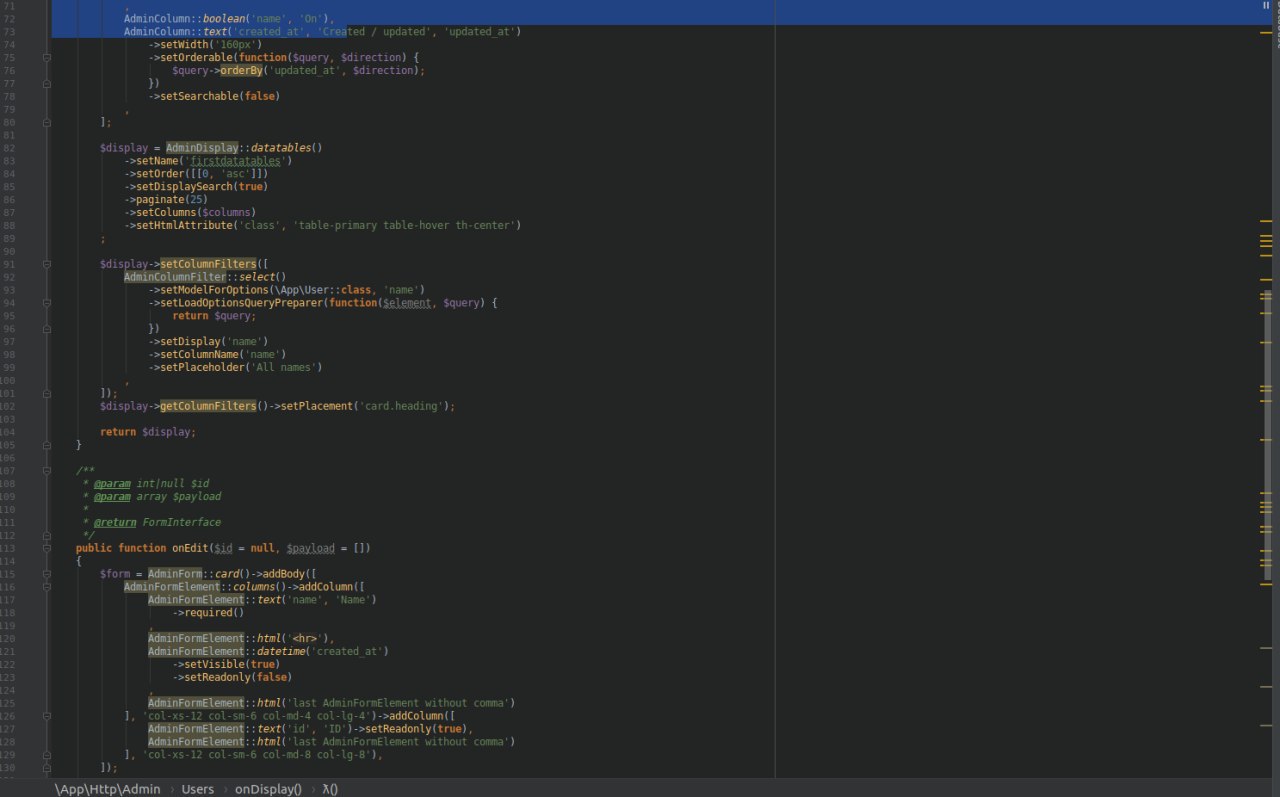 71                 ,
72                 AdminColumn::boolean('name', 'On'),
73                 AdminColumn::text('created_at', 'Created / updated', 'updated_at')
74                     ->setWidth('160px')
75                     ->setOrderable(function($query, $direction) {
76                         $query->orderBy('updated_at', $direction);
77                     })
78                     ->setSearchable(false)
79                 ,
80             ];
81
82             $display = AdminDisplay::datatables()
83                 ->setName('firstdatatables')
84                 ->setOrder([[0, 'asc']])
85                 ->setDisplaySearch(true)
86                 ->paginate(25)
87                 ->setColumns($columns)
88                 ->setHtmlAttribute('class', 'table-primary table-hover th-center')
89             ;
90
91             $display->setColumnFilters([
92                 AdminColumnFilter::select()
93                     ->setModelForOptions(\App\User::class, 'name')
94                     ->setLoadOptionsQueryPreparer(function($element, $query) {
95                         return $query;
96                     })
97                     ->setDisplay('name')
98                     ->setColumnName('name')
99                     ->setPlaceholder('All names')
100                 ,
101             ]);
102             $display->getColumnFilters()->setPlacement('card.heading');
103
104             return $display;
105         }
106
107         /**
108          * @param int|null $id
109          * @param array $payload
110          *
111          * @return FormInterface
112          */
113         public function onEdit($id = null, $payload = [])
114         {
115             $form = AdminForm::card()->addBody([
116                 AdminFormElement::columns()->addColumn([
117                     AdminFormElement::text('name', 'Name')
118                         ->required()
119                     ,
120                     AdminFormElement::html('<hr>'),
121                     AdminFormElement::datetime('created_at')
122                         ->setVisible(true)
123                         ->setReadonly(false)
124                     ,
125                     AdminFormElement::html('last AdminFormElement without comma')
126                 ], 'col-xs-12 col-sm-6 col-md-4 col-lg-4')->addColumn([
127                     AdminFormElement::text('id', 'ID')->setReadonly(true),
128                     AdminFormElement::html('last AdminFormElement without comma')
129                 ], 'col-xs-12 col-sm-6 col-md-8 col-lg-8'),
130             ]);
\App\Http\Admin › Users › onDisplay() › λ()